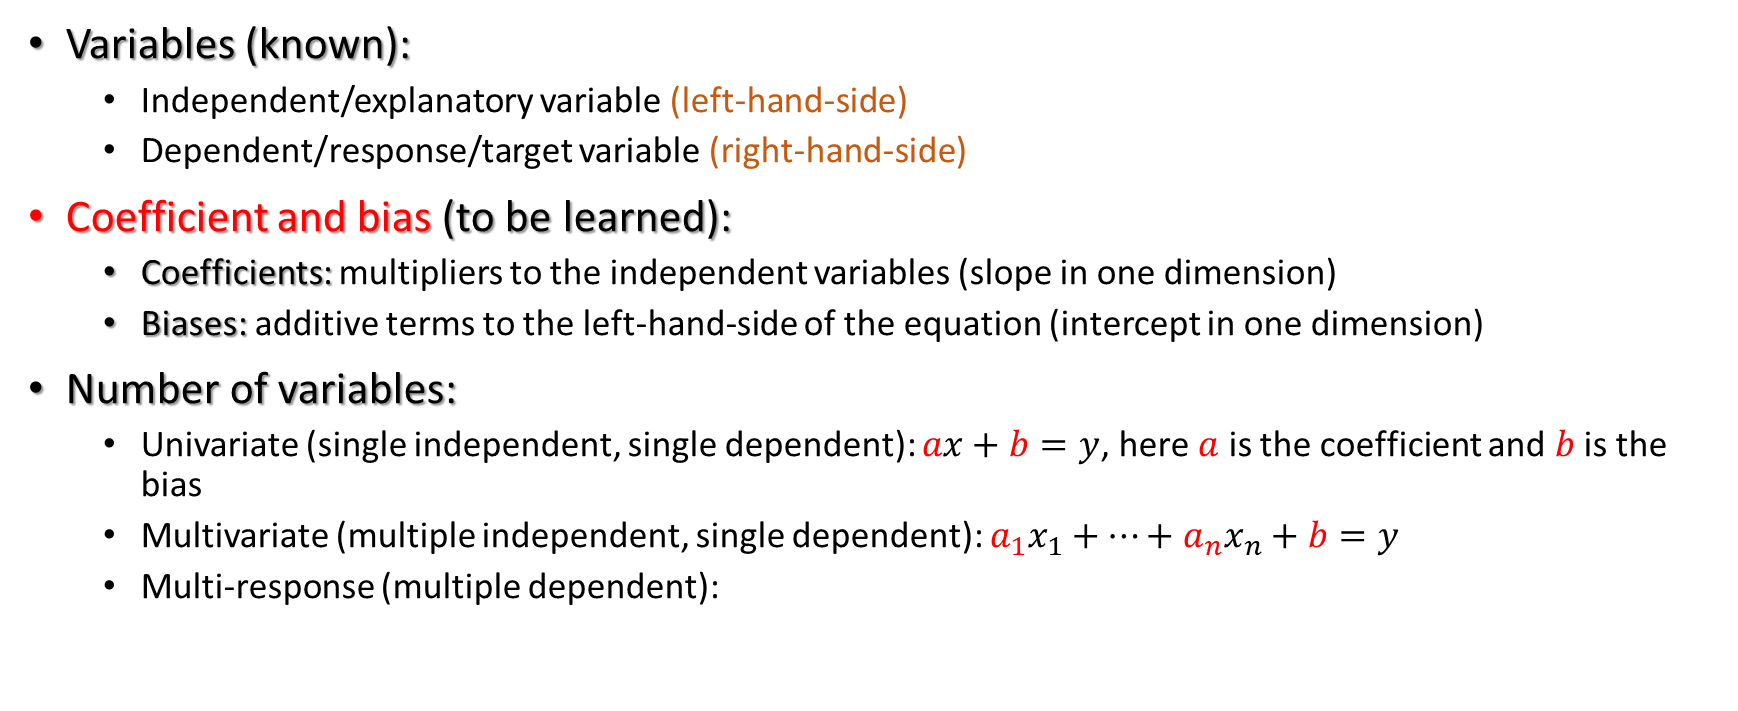 • Variables (known):
• Independent/explanatory variable (left-hand-side)
• Dependent/response/target variable (right-hand-side)
• Coefficient and bias (to be learned):
• Coefficients: multipliers to the independent variables (slope in one dimension)
• Biases: additive terms to the left-hand-side of the equation (intercept in one dimension)
• Number of variables:
• Univariate (single independent, single dependent): 𝑎𝑥 + 𝑏 = 𝑦, here 𝑎 is the coefficient and 𝑏 is the
bias
• Multivariate (multiple independent, single dependent): 𝑎₁𝑥₁ + ⋯ + 𝑎ₙ𝑥ₙ + 𝑏 = 𝑦
• Multi-response (multiple dependent):